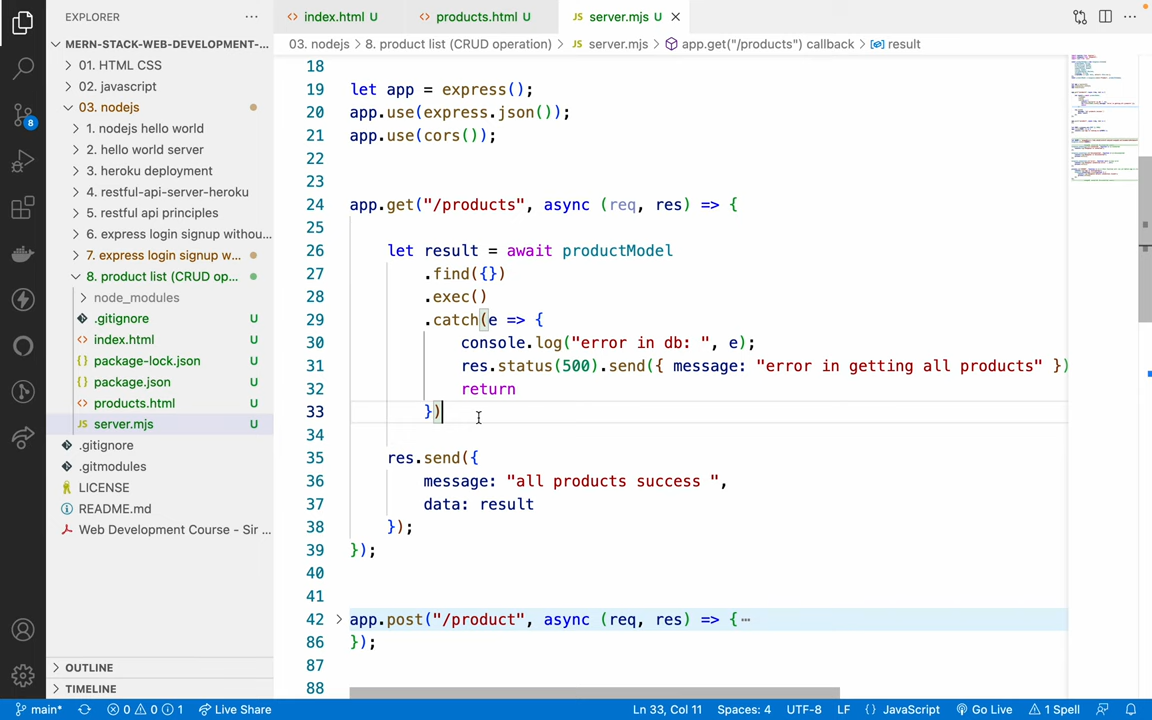 EXPLORER
MERN-STACK-WEB-DEVELOPMENT-...
01. HTML CSS
02. javascript
03. nodejs
1. nodejs hello world
2. hello world server
3. heroku deployment
4. restful-api-server-heroku
5. restful api principles
6. express login signup withou...
7. express login signup w...
8. product list (CRUD op...
node_modules
.gitignore U
index.html U
package-lock.json U
package.json U
products.html U
server.mjs U
.gitignore
.gitmodules
LICENSE
README.md
Web Development Course - Sir ...
OUTLINE
TIMELINE
8
index.html U products.html U JS server.mjs U
03. nodejs > 8. product list (CRUD operation) > JS server.mjs > app.get("/products") callback > result
18
19 let app = express();
20 app.use(express.json());
21 app.use(cors());
22
23
24 app.get("/products", async (req, res) => {
25
26 let result = await productModel
27 .find({})
28 .exec()
29 .catch(e => {
30 console.log("error in db: ", e);
31 res.status(500).send({ message: "error in getting all products" })
32 return
33 })
34
35 res.send({
36 message: "all products success ",
37 data: result
38 });
39 });
40
41
42 app.post("/product", async (req, res) => {…
86 });
87
88
main* 0 0 1 Live Share Ln 33, Col 11 Spaces: 4 UTF-8 LF {} JavaScript Go Live 1 Spell